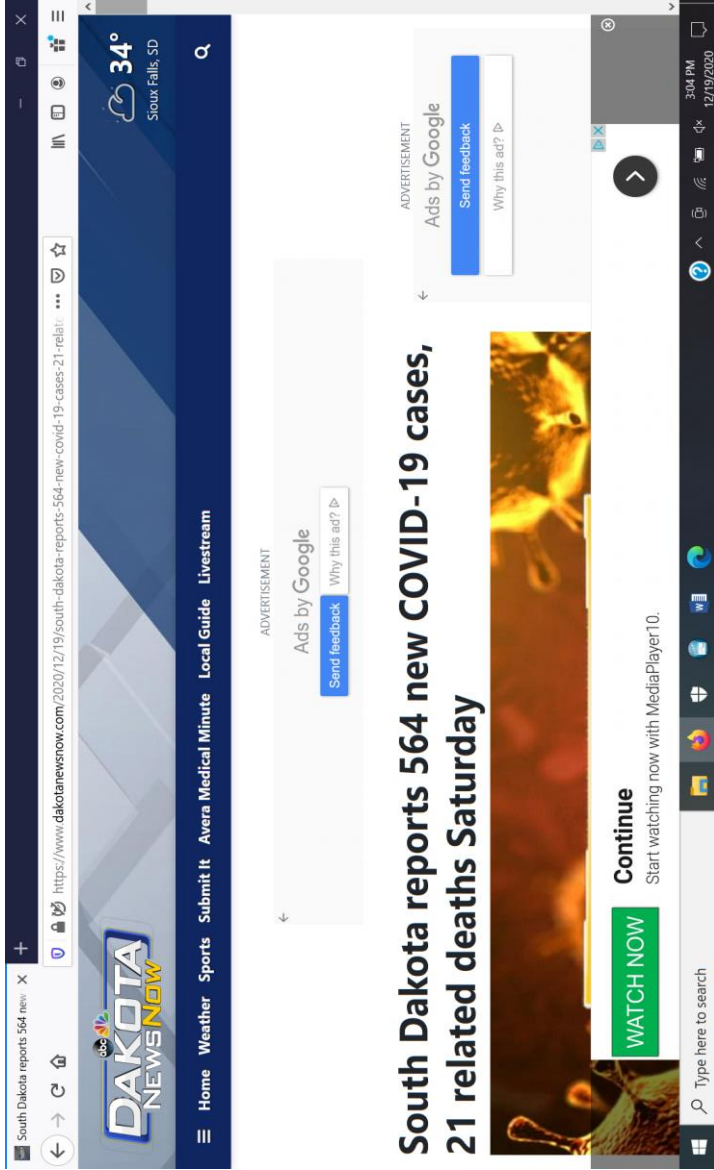 South Dakota reports 564 new
https://www.dakotanewsnow.com/2020/12/19/south-dakota-reports-564-new-covid-19-cases-21-relate
abc
DAKOTA
NEWS NOW
34°
Sioux Falls, SD
Home Weather Sports Submit It Avera Medical Minute Local Guide Livestream
ADVERTISEMENT
Ads by Google
Send feedback Why this ad?
South Dakota reports 564 new COVID-19 cases,
21 related deaths Saturday
ADVERTISEMENT
Ads by Google
Send feedback
Why this ad?
WATCH NOW
Continue
Start watching now with MediaPlayer10.
Type here to search
3:04 PM
12/19/2020